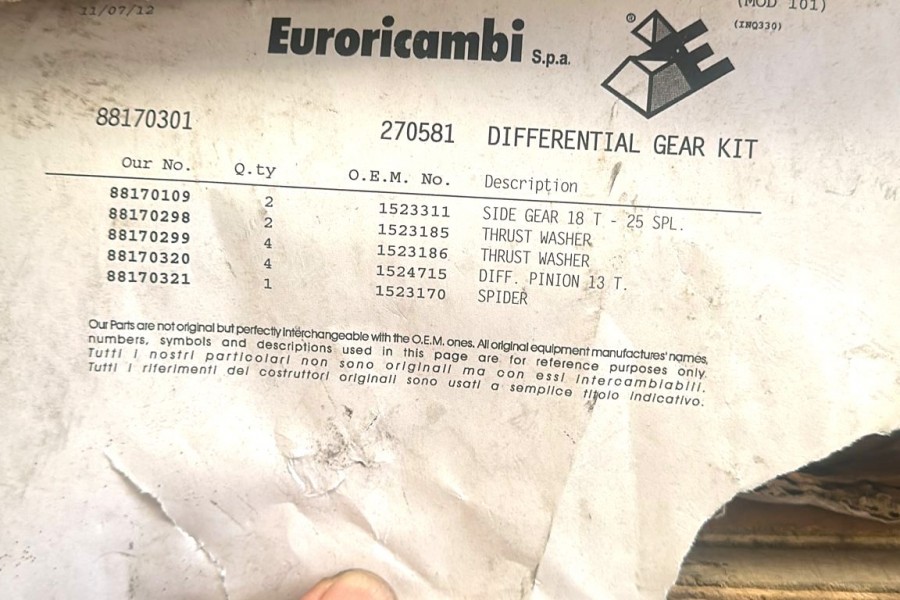 11/07/12
(MOD 101)
Euroricambi S.p.a.
®
(INQ330)
88170301 270581 DIFFERENTIAL GEAR KIT
Our No. Q.ty O.E.M. No. Description
88170109 2 1523311 SIDE GEAR 18 T - 25 SPL.
88170298 2 1523185 THRUST WASHER
88170299 4 1523186 THRUST WASHER
88170320 4 1524715 DIFF. PINION 13 T.
88170321 1 1523170 SPIDER
Our Parts are not original but perfectly interchangeable with the O.E.M. ones. All original equipment manufactures' names,
numbers, symbols and descriptions used in this page are for reference purposes only.
Tutti i nostri particolari non sono originali ma con essi intercambiabili.
Tutti i riferimenti dei costruttori originali sono usati a semplice titolo indicativo.